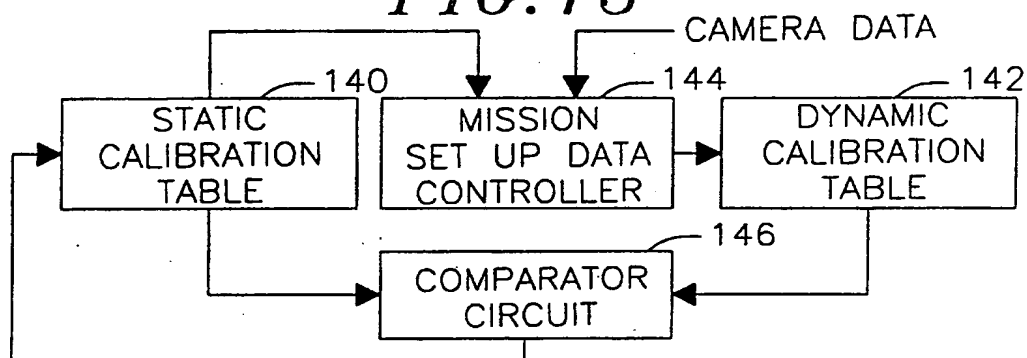 CAMERA DATA
140
144
142
STATIC
CALIBRATION
TABLE
MISSION
SET UP DATA
CONTROLLER
DYNAMIC
CALIBRATION
TABLE
146
COMPARATOR
CIRCUIT